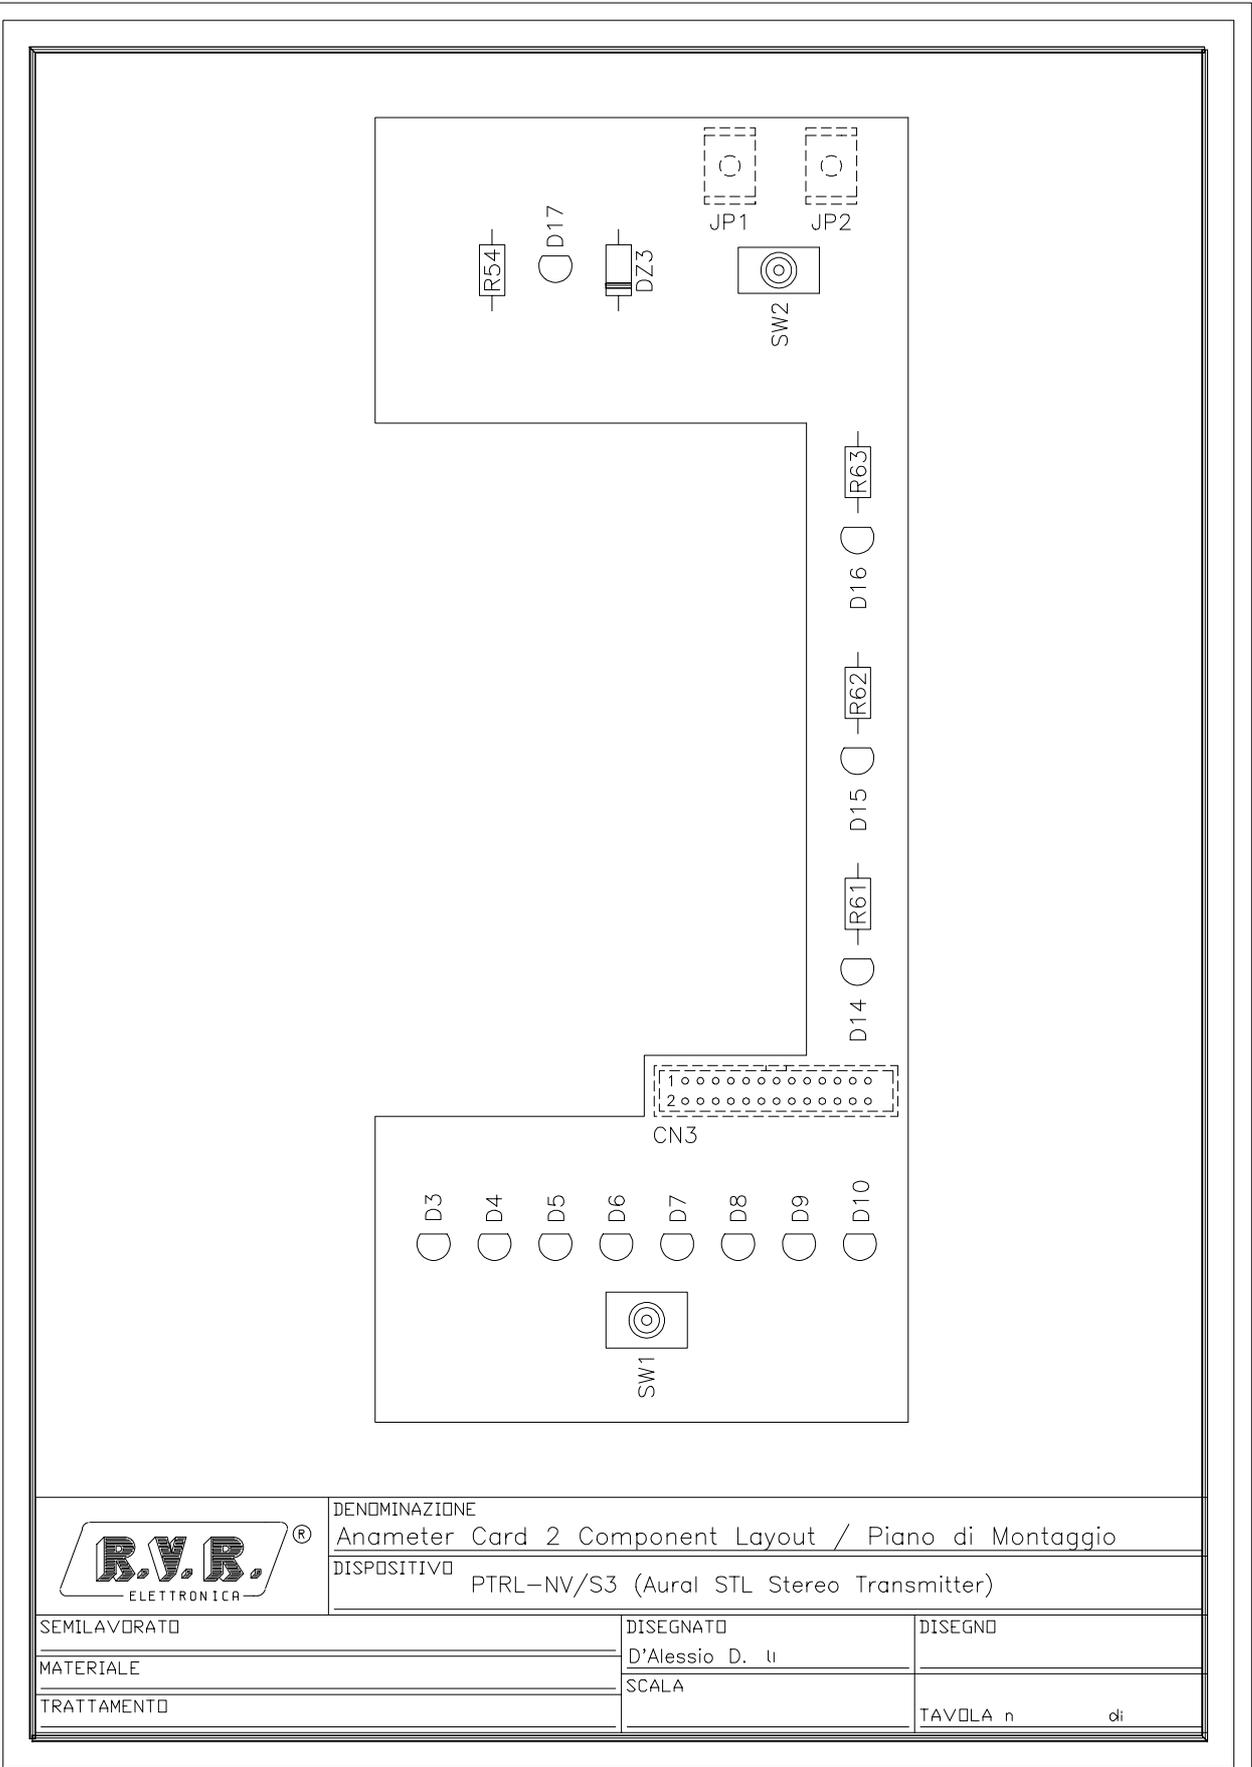 JP1 JP2
D17
R54
DZ3
SW2
R63
D16
R62
D15
R61
D14
1
2
CN3
D3 D4 D5 D6 D7 D8 D9 D10
SW1
R.V.R. ®
ELETTRONICA
DENOMINAZIONE
Anameter Card 2 Component Layout / Piano di Montaggio
DISPOSITIVO
PTRL-NV/S3 (Aural STL Stereo Transmitter)
SEMILAVORATO
MATERIALE
TRATTAMENTO
DISEGNATO
D'Alessio D. lì
SCALA
DISEGNO
TAVOLA n di